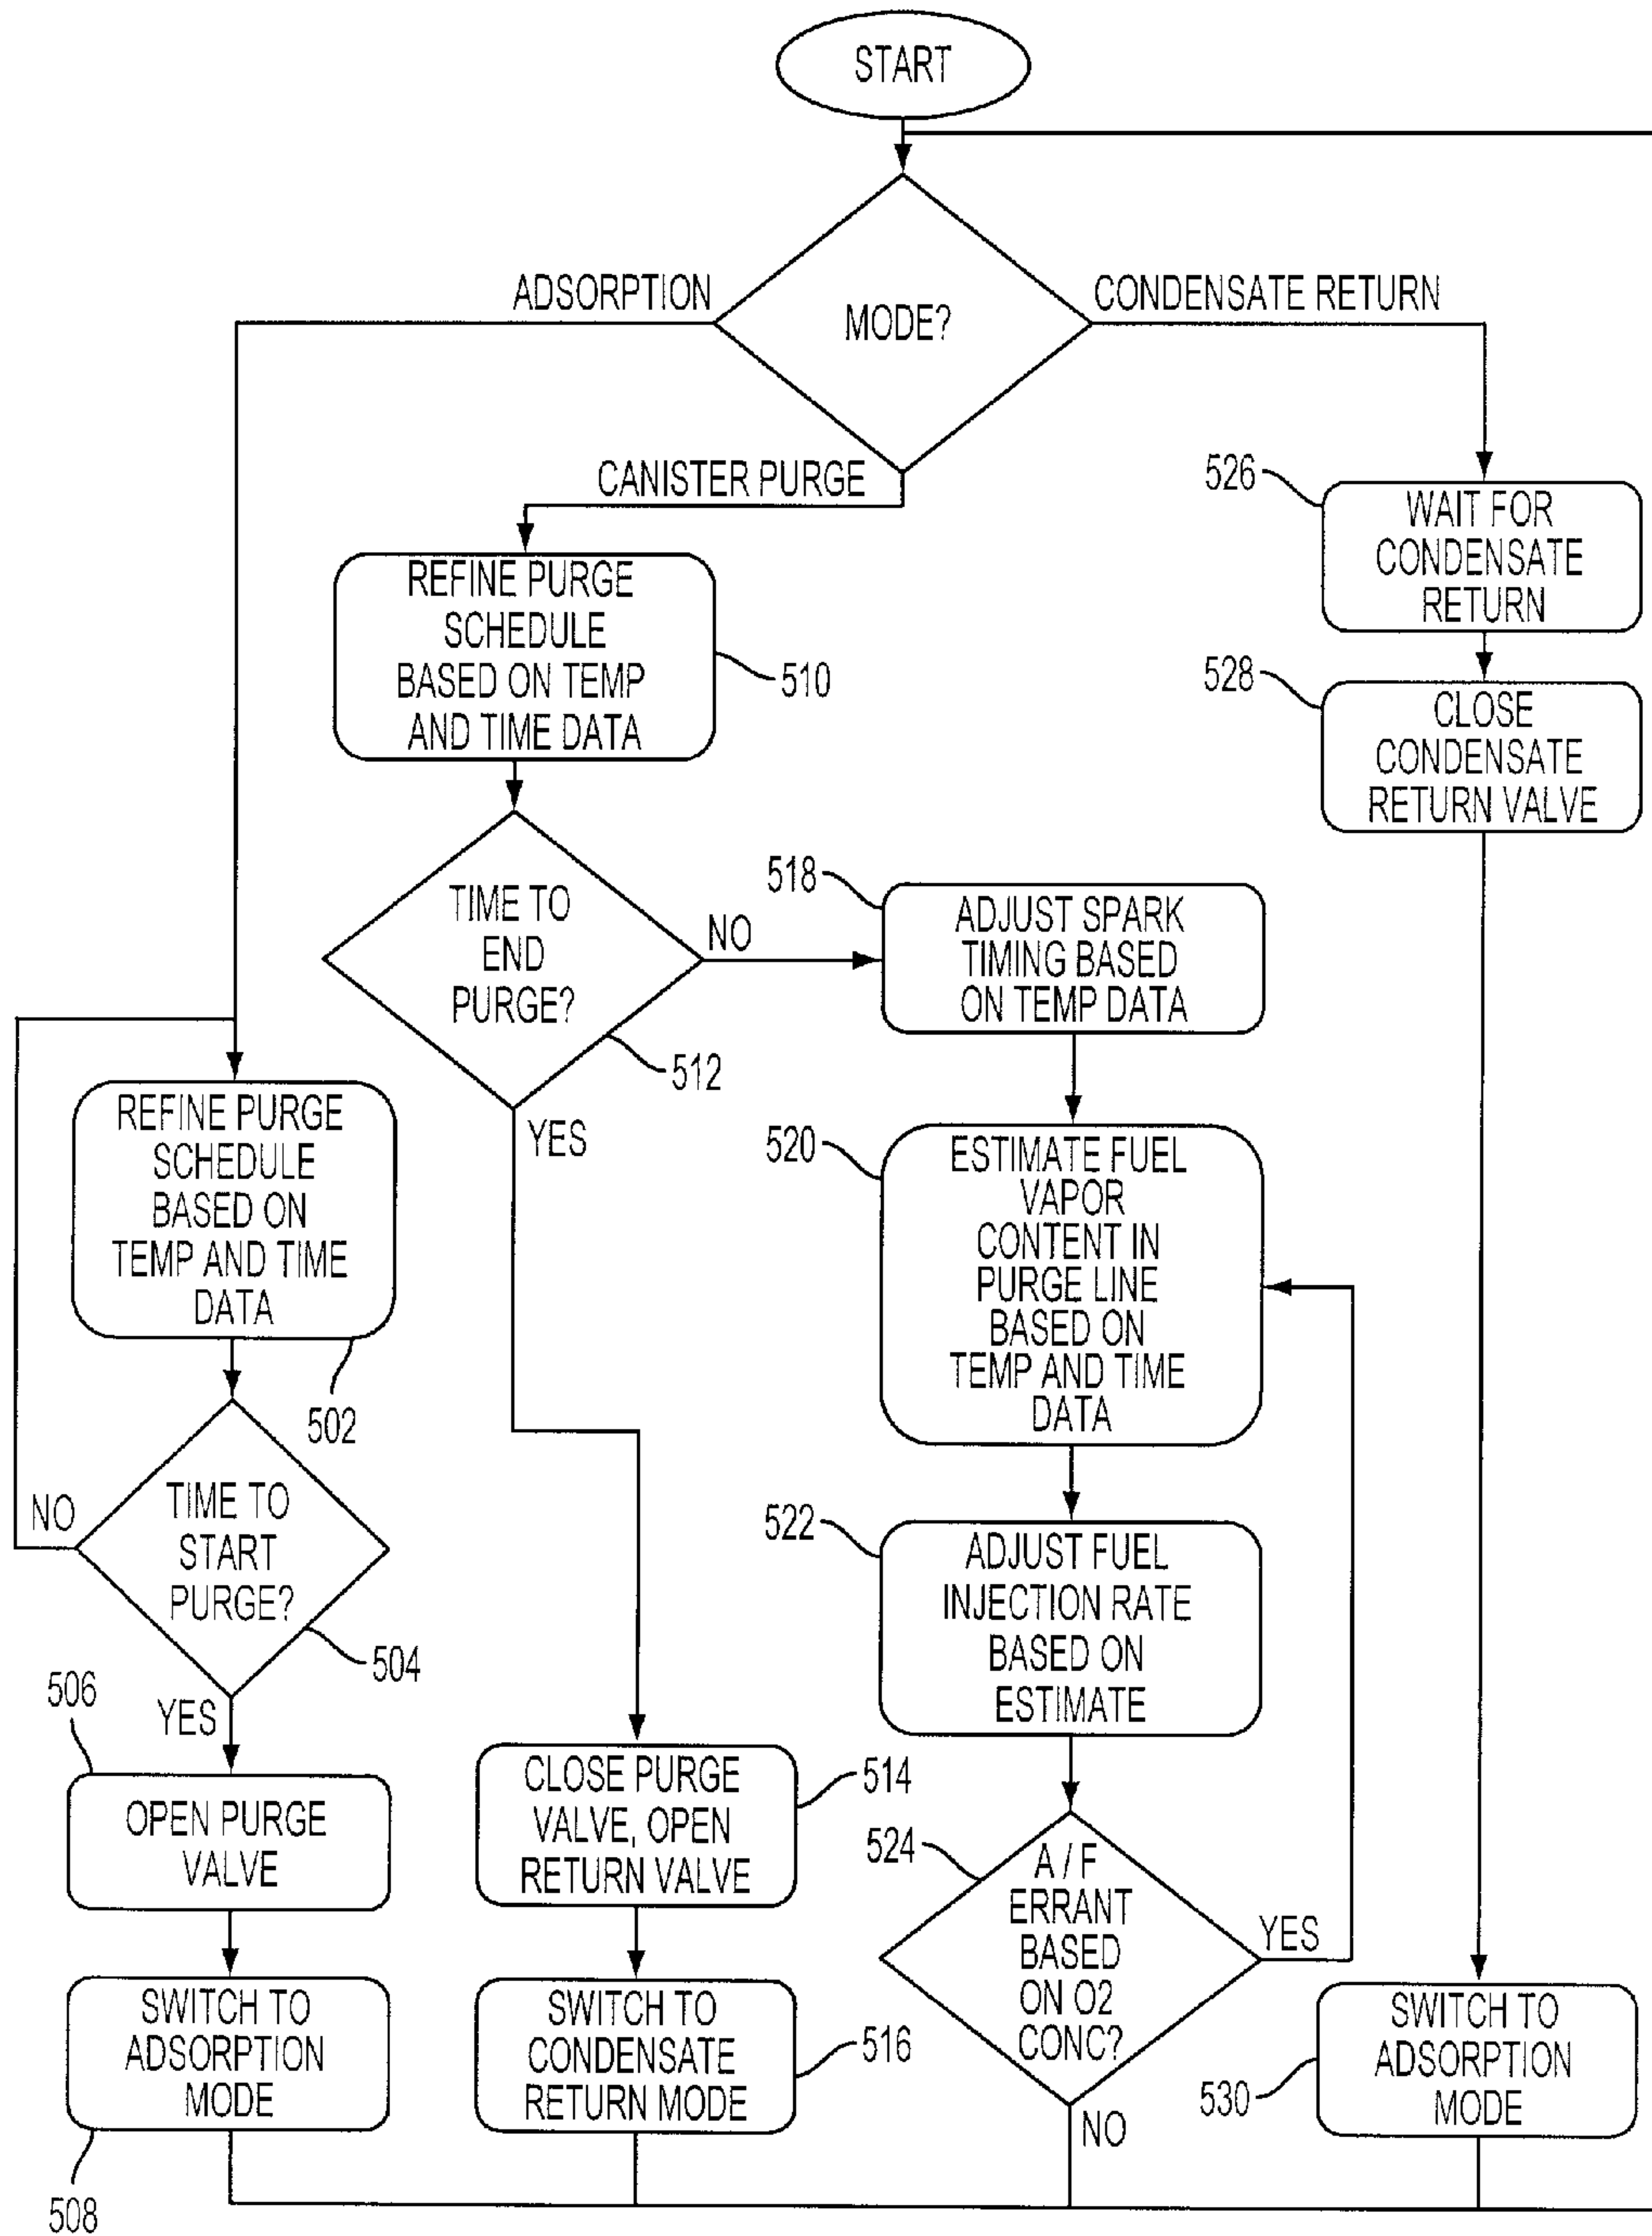 START
MODE?
ADSORPTION
CONDENSATE RETURN
CANISTER PURGE
REFINE PURGE
SCHEDULE
BASED ON TEMP
AND TIME DATA
510
TIME TO
END
PURGE?
512
NO
YES
526
WAIT FOR
CONDENSATE
RETURN
528
CLOSE
CONDENSATE
RETURN VALVE
518
ADJUST SPARK
TIMING BASED
ON TEMP DATA
REFINE PURGE
SCHEDULE
BASED ON
TEMP AND TIME
DATA
502
TIME TO
START
PURGE?
504
NO
YES
506
OPEN PURGE
VALVE
SWITCH TO
ADSORPTION
MODE
508
CLOSE PURGE
VALVE, OPEN
RETURN VALVE
514
SWITCH TO
CONDENSATE
RETURN MODE
516
520
ESTIMATE FUEL
VAPOR
CONTENT IN
PURGE LINE
BASED ON
TEMP AND TIME
DATA
522
ADJUST FUEL
INJECTION RATE
BASED ON
ESTIMATE
524
A / F
ERRANT
BASED
ON O2
CONC?
YES
NO
SWITCH TO
ADSORPTION
MODE
530